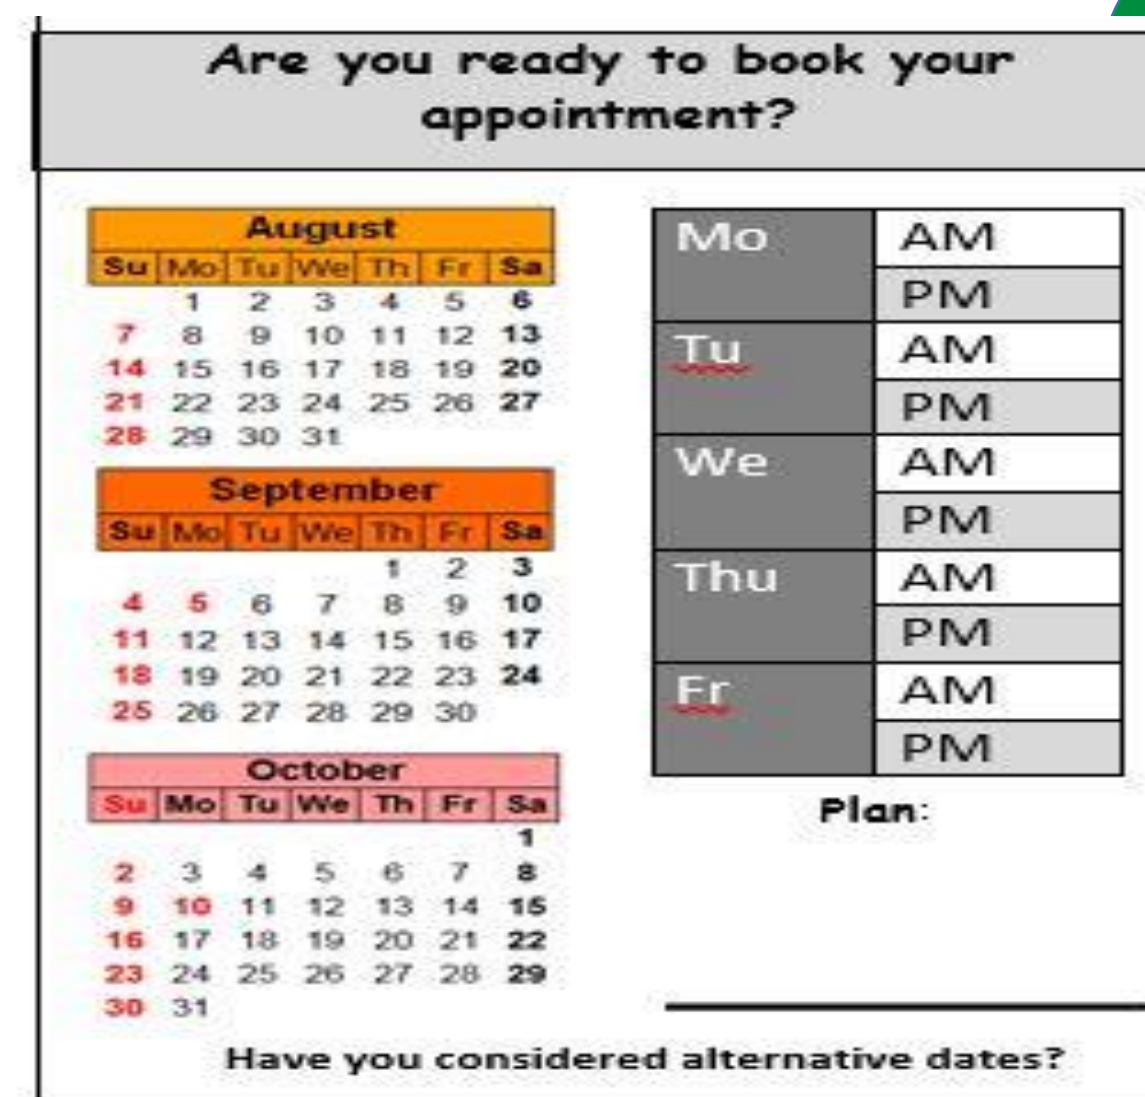 Are you ready to book your
appointment?
August
Su Mo Tu We Th Fr Sa
1 2 3 4 5 6
7 8 9 10 11 12 13
14 15 16 17 18 19 20
21 22 23 24 25 26 27
28 29 30 31
September
Su Mo Tu We Th Fr Sa
1 2 3
4 5 6 7 8 9 10
11 12 13 14 15 16 17
18 19 20 21 22 23 24
25 26 27 28 29 30
October
Su Mo Tu We Th Fr Sa
1
2 3 4 5 6 7 8
9 10 11 12 13 14 15
16 17 18 19 20 21 22
23 24 25 26 27 28 29
30 31
Mo AM
PM
Tu AM
PM
We AM
PM
Thu AM
PM
Fr AM
PM
Plan:
Have you considered alternative dates?